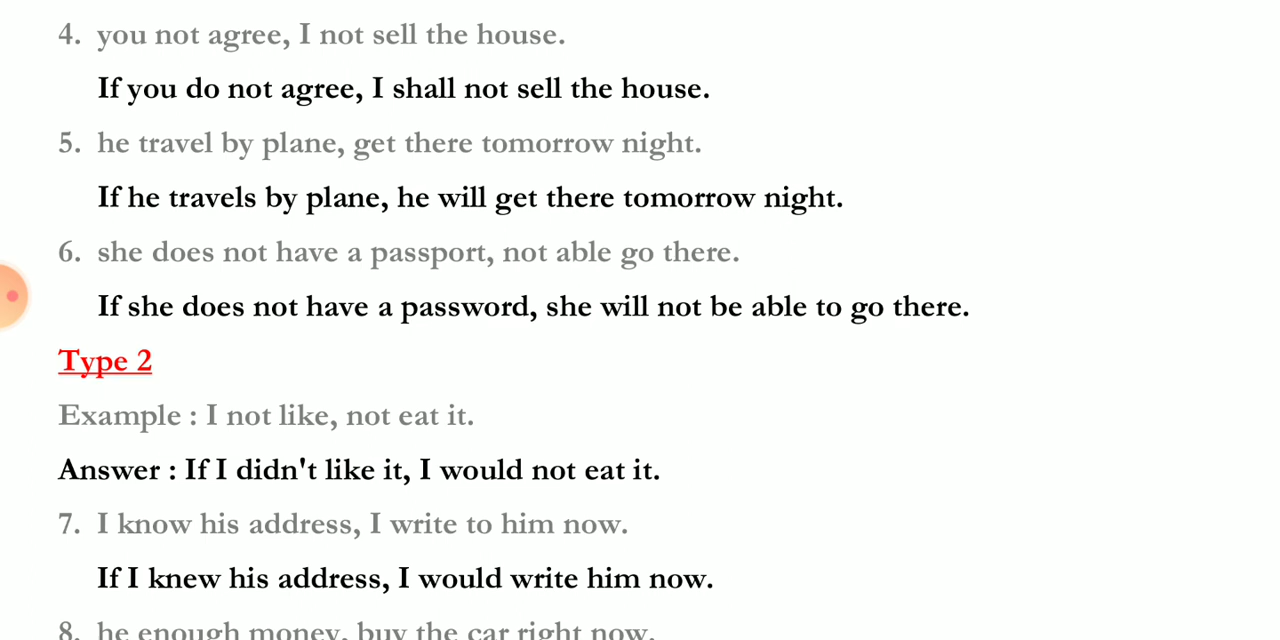 4. you not agree, I not sell the house.
If you do not agree, I shall not sell the house.
5. he travel by plane, get there tomorrow night.
If he travels by plane, he will get there tomorrow night.
6. she does not have a passport, not able go there.
If she does not have a password, she will not be able to go there.
Type 2
Example : I not like, not eat it.
Answer : If I didn't like it, I would not eat it.
7. I know his address, I write to him now.
If I knew his address, I would write him now.
8. he enough money, buy the car right now.